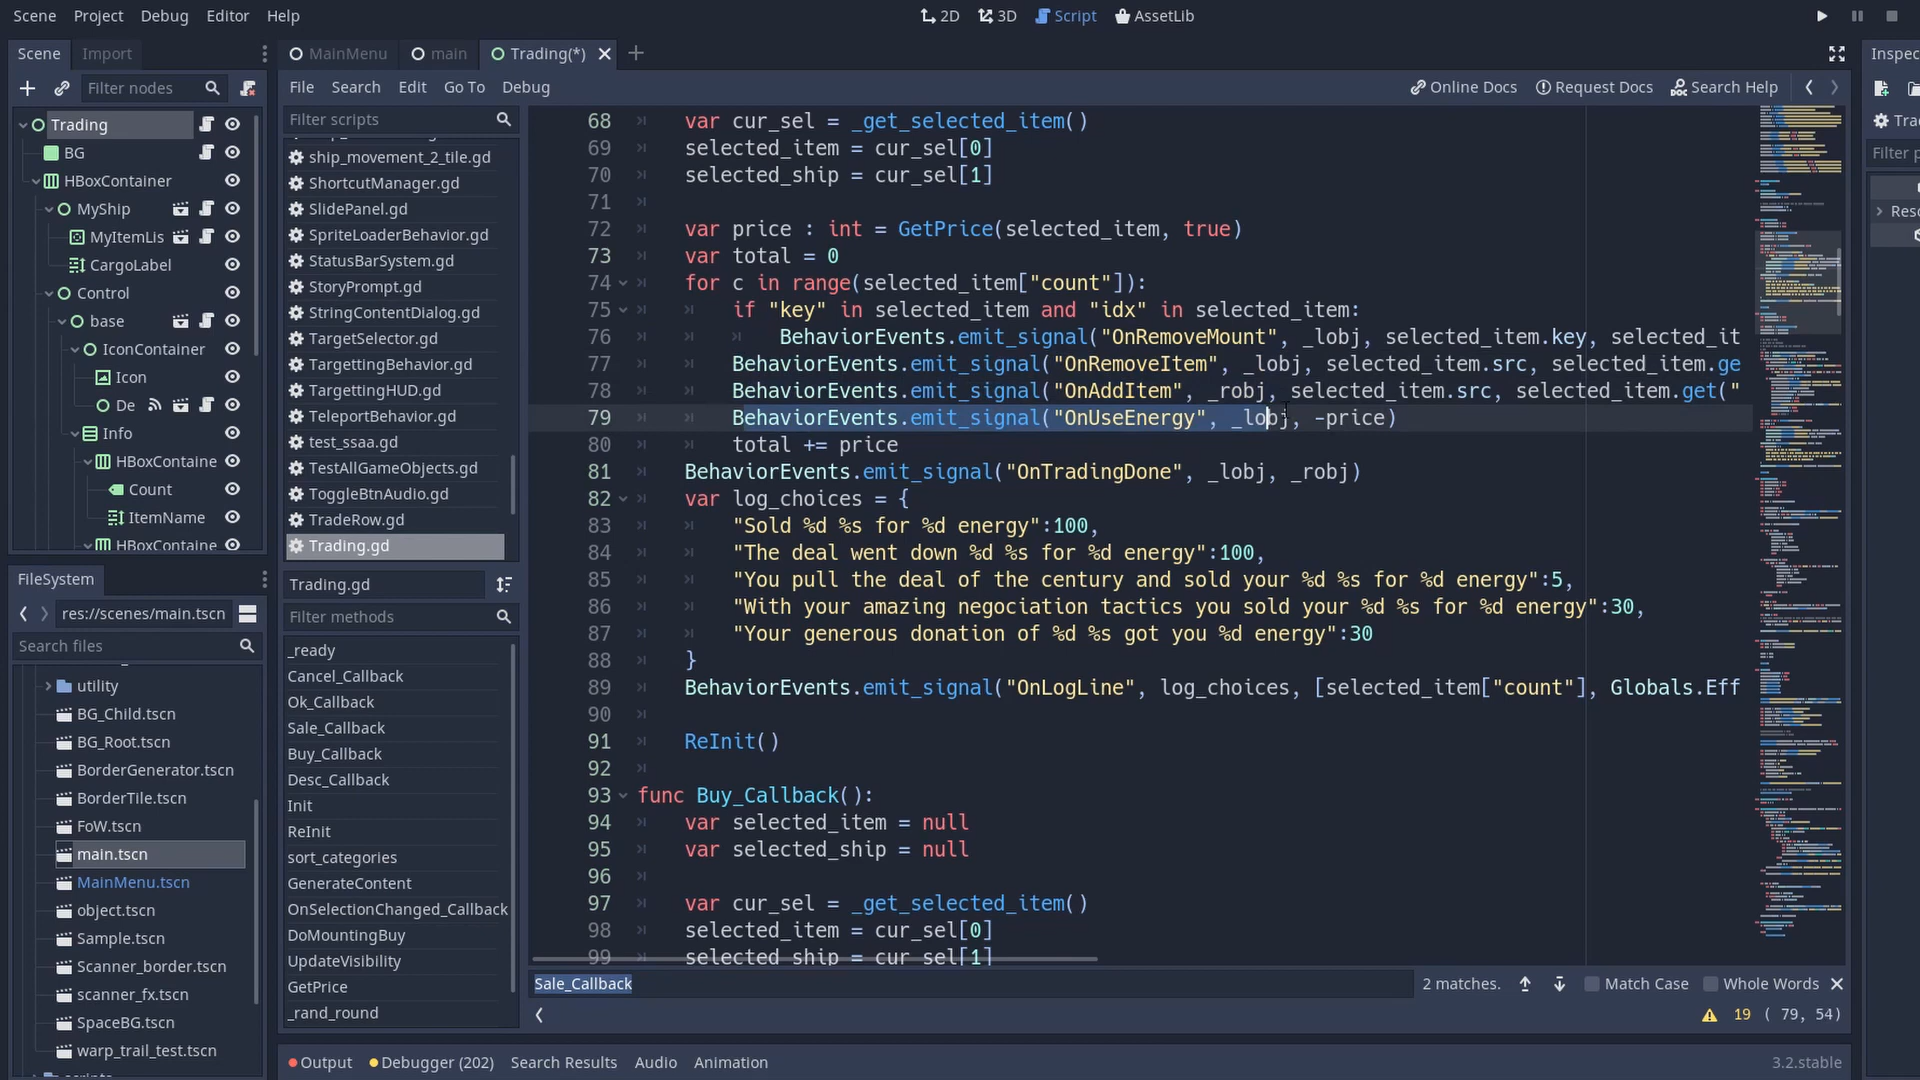 Scene Project Debug Editor Help 2D 3D Script AssetLib
Scene Import MainMenu main Trading(*) Inspec
Filter nodes File Search Edit Go To Debug Online Docs Request Docs Search Help
Trading
BG
HBoxContainer
MyShip
MyItemLis
CargoLabel
Control
base
IconContainer
Icon
De
Info
HBoxContaine
Count
ItemName
HBoxContaine
FileSystem
res://scenes/main.tscn
Search files
utility
BG_Child.tscn
BG_Root.tscn
BorderGenerator.tscn
BorderTile.tscn
FoW.tscn
main.tscn
MainMenu.tscn
object.tscn
Sample.tscn
Scanner_border.tscn
scanner_fx.tscn
SpaceBG.tscn
warp_trail_test.tscn
Filter scripts
ship_movement_2_tile.gd
ShortcutManager.gd
SlidePanel.gd
SpriteLoaderBehavior.gd
StatusBarSystem.gd
StoryPrompt.gd
StringContentDialog.gd
TargetSelector.gd
TargettingBehavior.gd
TargettingHUD.gd
TeleportBehavior.gd
test_ssaa.gd
TestAllGameObjects.gd
ToggleBtnAudio.gd
TradeRow.gd
Trading.gd
Trading.gd
Filter methods
_ready
Cancel_Callback
Ok_Callback
Sale_Callback
Buy_Callback
Desc_Callback
Init
ReInit
sort_categories
GenerateContent
OnSelectionChanged_Callback
DoMountingBuy
UpdateVisibility
GetPrice
_rand_round
68 var cur_sel = _get_selected_item()
69 selected_item = cur_sel[0]
70 selected_ship = cur_sel[1]
71
72 var price : int = GetPrice(selected_item, true)
73 var total = 0
74 for c in range(selected_item["count"]):
75 if "key" in selected_item and "idx" in selected_item:
76 BehaviorEvents.emit_signal("OnRemoveMount", _lobj, selected_item.key, selected_it
77 BehaviorEvents.emit_signal("OnRemoveItem", _lobj, selected_item.src, selected_item.ge
78 BehaviorEvents.emit_signal("OnAddItem", _robj, selected_item.src, selected_item.get("
79 BehaviorEvents.emit_signal("OnUseEnergy", _lobj, -price)
80 total += price
81 BehaviorEvents.emit_signal("OnTradingDone", _lobj, _robj)
82 var log_choices = {
83 "Sold %d %s for %d energy":100,
84 "The deal went down %d %s for %d energy":100,
85 "You pull the deal of the century and sold your %d %s for %d energy":5,
86 "With your amazing negociation tactics you sold your %d %s for %d energy":30,
87 "Your generous donation of %d %s got you %d energy":30
88 }
89 BehaviorEvents.emit_signal("OnLogLine", log_choices, [selected_item["count"], Globals.Eff
90
91 ReInit()
92
93 func Buy_Callback():
94 var selected_item = null
95 var selected_ship = null
96
97 var cur_sel = _get_selected_item()
98 selected_item = cur_sel[0]
99 selected_ship = cur_sel[1]
Sale_Callback 2 matches. Match Case Whole Words
19 ( 79, 54)
Output Debugger (202) Search Results Audio Animation 3.2.stable
Tra
Filter p
Reso